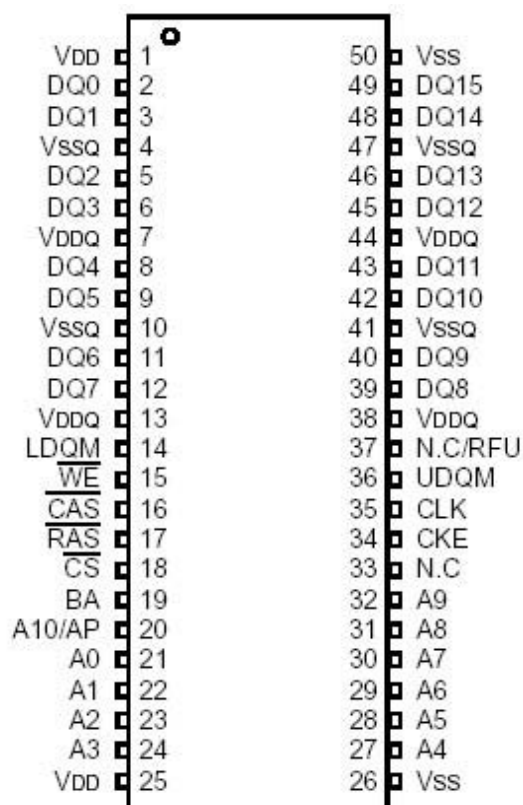 VDD 1 50 VSS
DQ0 2 49 DQ15
DQ1 3 48 DQ14
VSSQ 4 47 VSSQ
DQ2 5 46 DQ13
DQ3 6 45 DQ12
VDDQ 7 44 VDDQ
DQ4 8 43 DQ11
DQ5 9 42 DQ10
VSSQ 10 41 VSSQ
DQ6 11 40 DQ9
DQ7 12 39 DQ8
VDDQ 13 38 VDDQ
LDQM 14 37 N.C/RFU
W̅E̅ 15 36 UDQM
C̅A̅S̅ 16 35 CLK
R̅A̅S̅ 17 34 CKE
C̅S̅ 18 33 N.C
BA 19 32 A9
A10/AP 20 31 A8
A0 21 30 A7
A1 22 29 A6
A2 23 28 A5
A3 24 27 A4
VDD 25 26 VSS